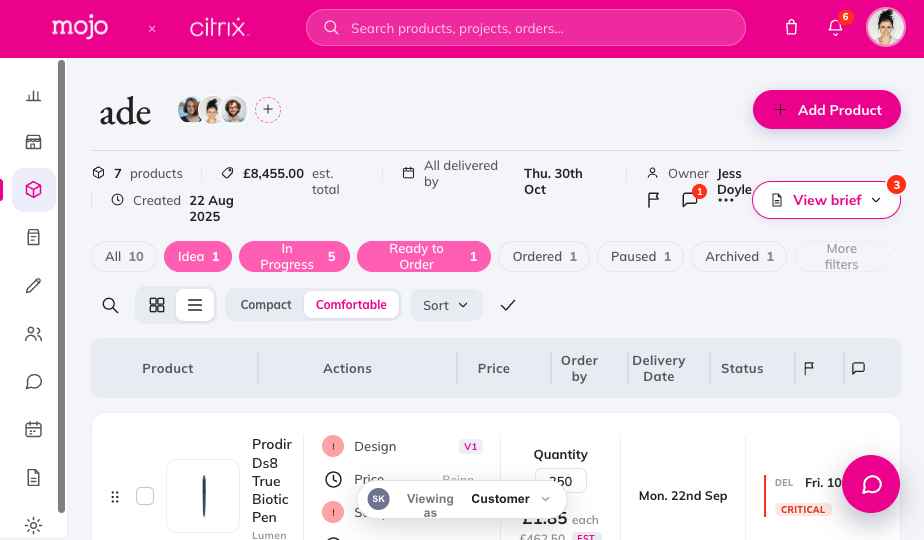 mojo × citrix
Search products, projects, orders...
6
ade
+
Add Product
7 products
£8,455.00 est. total
All delivered by
Thu. 30th Oct
Owner Jess Doyle
Created 22 Aug 2025
1
View brief
3
All 10
Idea 1
In Progress 5
Ready to Order 1
Ordered 1
Paused 1
Archived 1
More filters
Compact
Comfortable
Sort
Product
Actions
Price
Order by
Delivery Date
Status
Prodir Ds8 True Biotic Pen
Lumen
! Design V1
Price Being
!
Quantity
250
£1.85 each
£462.50 EST.
Mon. 22nd Sep
DEL Fri. 10
CRITICAL
SK
Viewing as
Customer